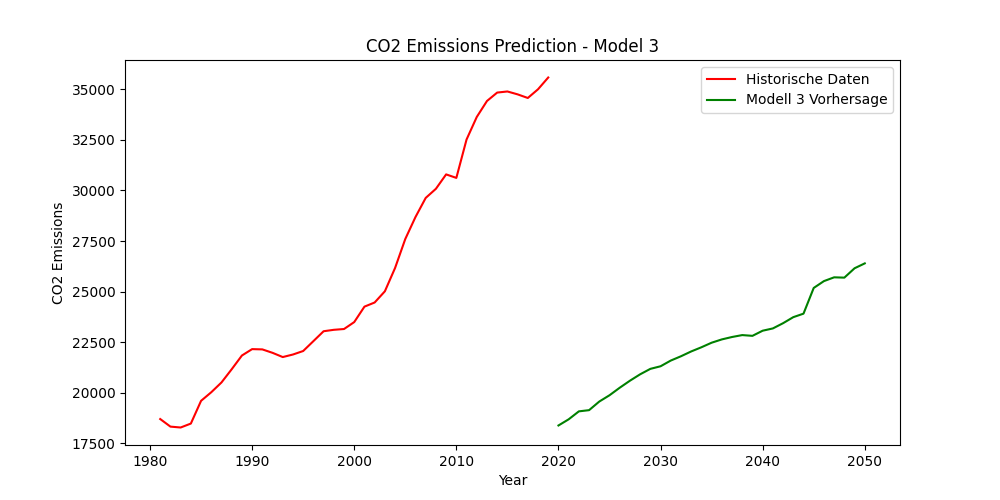 CO2 Emissions Prediction - Model 3
Historische Daten
Modell 3 Vorhersage
CO2 Emissions
35000
32500
30000
27500
25000
22500
20000
17500
1980 1990 2000 2010 2020 2030 2040 2050
Year